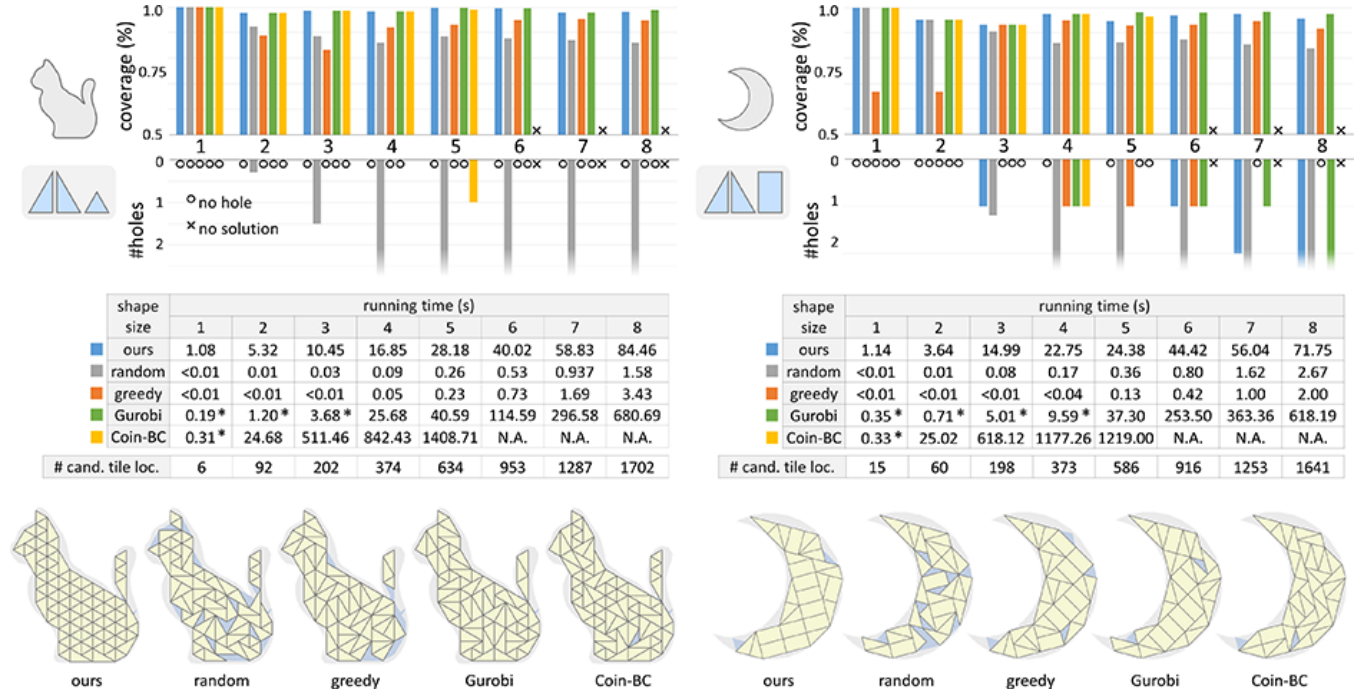 coverage (%)
1.0
0.75
0.5
1 2 3 4 5 6 7 8
0
1
2
#holes
o no hole
× no solution
shape size running time (s)
1 2 3 4 5 6 7 8
ours 1.08 5.32 10.45 16.85 28.18 40.02 58.83 84.46
random <0.01 0.01 0.03 0.09 0.26 0.53 0.937 1.58
greedy <0.01 <0.01 <0.01 0.05 0.23 0.73 1.69 3.43
Gurobi 0.19 * 1.20 * 3.68 * 25.68 40.59 114.59 296.58 680.69
Coin-BC 0.31 * 24.68 511.46 842.43 1408.71 N.A. N.A. N.A.
# cand. tile loc. 6 92 202 374 634 953 1287 1702
ours random greedy Gurobi Coin-BC
coverage (%)
1.0
0.75
0.5
1 2 3 4 5 6 7 8
0
1
2
#holes
shape size running time (s)
1 2 3 4 5 6 7 8
ours 1.14 3.64 14.99 22.75 24.38 44.42 56.04 71.75
random <0.01 0.01 0.08 0.17 0.36 0.80 1.62 2.67
greedy <0.01 <0.01 <0.01 <0.04 0.13 0.42 1.00 2.00
Gurobi 0.35 * 0.71 * 5.01 * 9.59 * 37.30 253.50 363.36 618.19
Coin-BC 0.33 * 25.02 618.12 1177.26 1219.00 N.A. N.A. N.A.
# cand. tile loc. 15 60 198 373 586 916 1253 1641
ours random greedy Gurobi Coin-BC